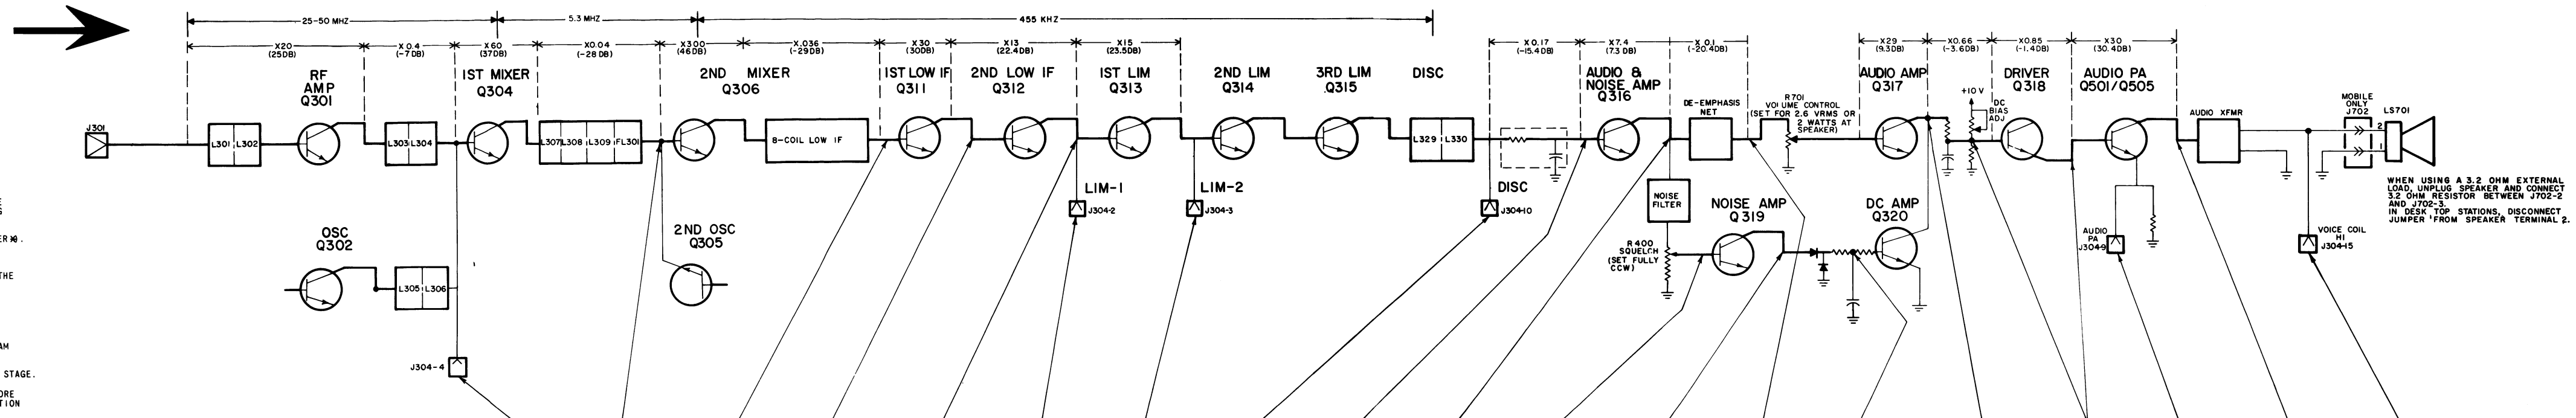 25-50 MHZ
5.3 MHZ
455 KHZ
X20
(25DB)
X 0.4
(-7DB)
X60
(37DB)
X0.04
(-28DB)
X300
(46DB)
X.036
(-29DB)
X30
(30DB)
X13
(22.4DB)
X15
(23.5DB)
X 0.17
(-15.4DB)
X7.4
(7.3 DB)
X 0.1
(-20.4DB)
X29
(9.3DB)
X0.66
(-3.6DB)
X0.85
(-1.4DB)
X30
(30.4DB)
RF
AMP
Q301
1ST MIXER
Q304
2ND MIXER
Q306
1ST LOW IF
Q311
2ND LOW IF
Q312
1ST LIM
Q313
2ND LIM
Q314
3RD LIM
Q315
DISC
AUDIO &
NOISE AMP
Q316
DE-EMPHASIS
NET
R701
VOLUME CONTROL
(SET FOR 2.6 VRMS OR
2 WATTS AT
SPEAKER)
AUDIO AMP
Q317
+10 V
DC
BIAS
ADJ
DRIVER
Q318
AUDIO PA
Q501/Q505
AUDIO XFMR
MOBILE
ONLY
J702
LS701
2
1
J301
L301 L302
L303 L304
L307 L308 L309 FL301
8-COIL LOW IF
L329 L330
LIM-1
J304-2
LIM-2
J304-3
DISC
J304-10
NOISE
FILTER
R400
SQUELCH
(SET FULLY
CCW)
NOISE AMP
Q319
DC AMP
Q320
AUDIO
PA
J304-9
VOICE COIL
HI
J304-15
WHEN USING A 3.2 OHM EXTERNAL
LOAD, UNPLUG SPEAKER AND CONNECT
3.2 OHM RESISTOR BETWEEN J702-2
AND J702-3.
IN DESK TOP STATIONS, DISCONNECT
JUMPER FROM SPEAKER TERMINAL 2.
OSC
Q302
L305 L306
2ND OSC
Q305
J304-4
THE
STAGE.